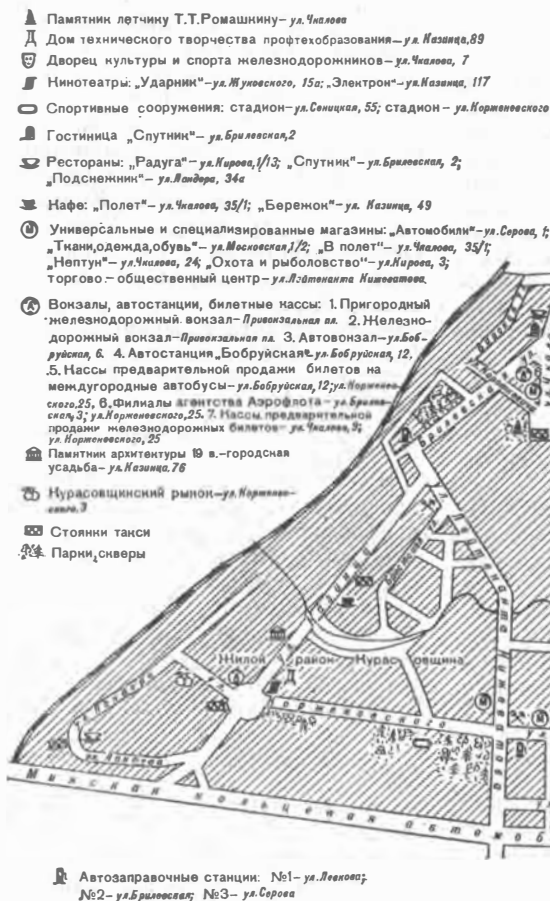 Памятник летчику Т.Т.Ромашкину–ул.Чкалова
Дом технического творчества профтехобразования–ул.Казинца,89
Дворец культуры и спорта железнодорожников–ул.Чкалова, 7
Кинотеатры: „Ударник"–ул.Жуковского, 15а; „Электрон"–ул.Казинца, 117
Спортивные сооружения: стадион–ул.Сеницкая, 55; стадион – ул.Корженевского
Гостиница „Спутник"–ул.Брилевская,2
Рестораны: „Радуга"–ул.Кирова,1/13; „Спутник"–ул.Брилевская, 2;
„Подснежник"–ул.Ландера, 34а
Кафе: „Полет"–ул.Чкалова, 35/1; „Бережок"–ул. Казинца, 49
Универсальные и специализированные магазины: „Автомобили"–ул.Серова, 1;
„Ткани,одежда,обувь"–ул.Московская,1/2; „В полет"–ул.Чкалова, 35/1;
„Нептун"–ул.Чкалова, 24; „Охота и рыболовство"–ул.Кирова, 3;
торгово-общественный центр–ул.Лейтенанта Кижеватова.
Вокзалы, автостанции, билетные кассы: 1.Пригородный
железнодорожный вокзал–Привокзальная пл. 2.Железно-
дорожный вокзал–Привокзальная пл. 3. Автовокзал–ул.Боб-
руйская, 6. 4. Автостанция „Бобруйская"–ул.Бобруйская, 12,
5. Кассы предварительной продажи билетов на
междугородные автобусы–ул.Бобруйская,12;ул.Корженев-
ского,25, 6.Филиалы агентства Аэрофлота–ул.Брилев-
ская,3; ул.Корженевского,25. 7. Кассы предварительной
продажи железнодорожных билетов–ул.Чкалова,9;
ул. Корженевского, 25
Памятник архитектуры 19 в.–городская
усадьба–ул.Казинца.76
Курасовщинский рынок–ул.Корженев-
ского.3
Стоянки такси
Парки,скверы
Брилевская
Казинца
Жилой район Курасовщина
Корженевского
ул.
Минская кольцевая автомоб
Автозаправочные станции: №1–ул.Левкова;
№2–ул.Брилевская; №3–ул.Серова